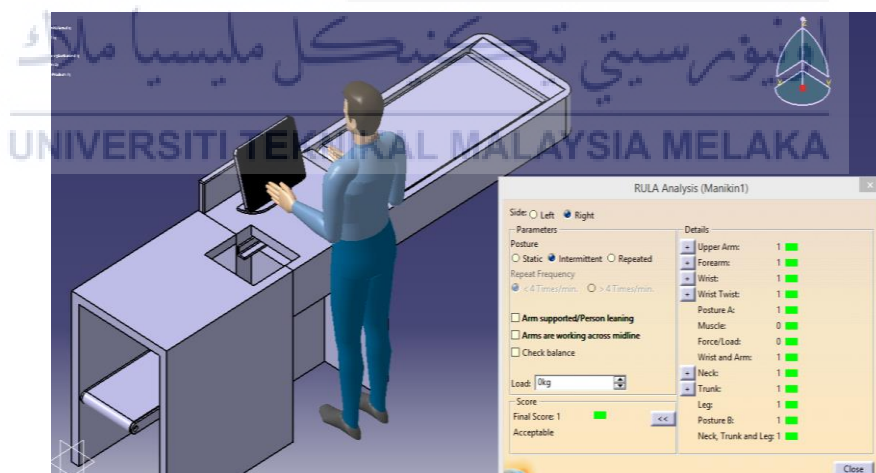 اونيورسيتي تيكنيكل مليسيا ملاك
UNIVERSITI TEKNIKAL MALAYSIA MELAKA
RULA Analysis (Manikin1)
Side: Left Right
Parameters
Posture
Static Intermittent Repeated
Repeat Frequency
< 4 Times/min. > 4 Times/min.
Arm supported/Person leaning
Arms are working across midline
Check balance
Load: 0kg
Score
Final Score: 1
<<
Acceptable
Details
+ Upper Arm: 1
+ Forearm: 1
+ Wrist: 1
+ Wrist Twist: 1
Posture A: 1
Muscle: 0
Force/Load: 0
Wrist and Arm: 1
+ Neck: 1
+ Trunk: 1
Leg: 1
Posture B: 1
Neck, Trunk and Leg: 1
Close